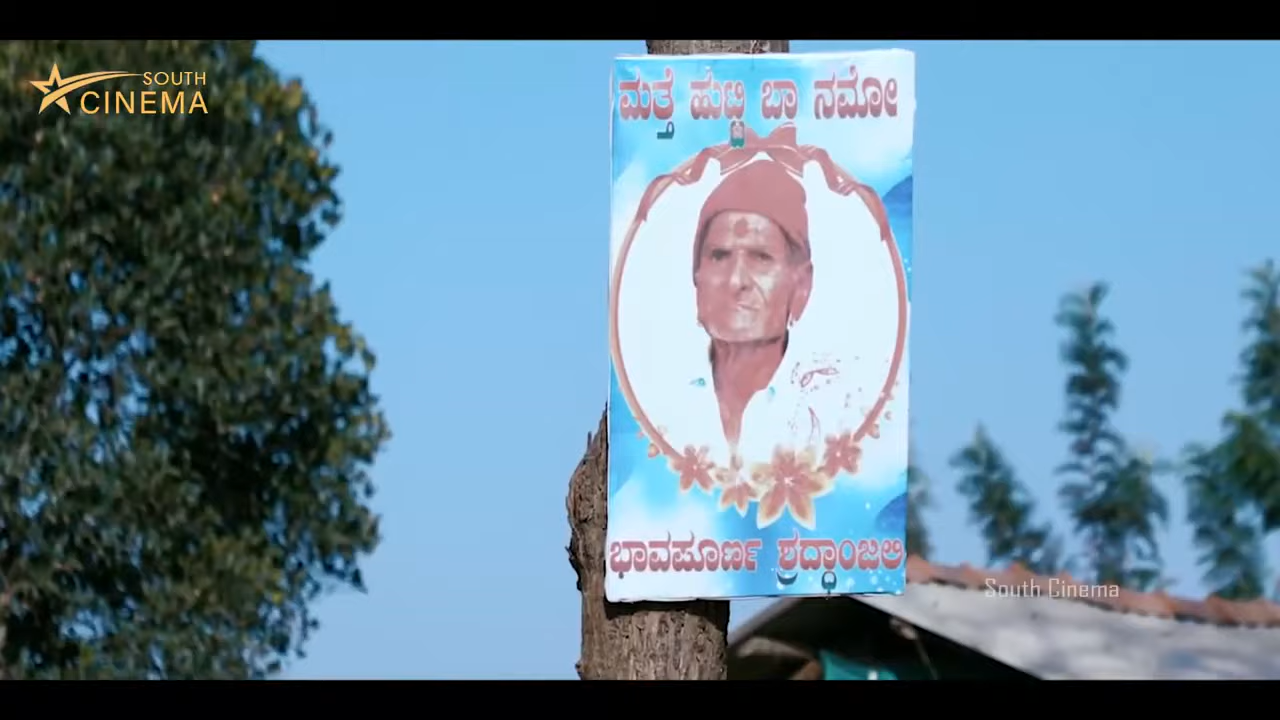 SOUTH
CINEMA
ಮತ್ತೆ ಹುಟ್ಟಿ ಬಾ ನಮೋ
ಭಾವಪೂರ್ಣ ಶ್ರದ್ಧಾಂಜಲಿ
South Cinema